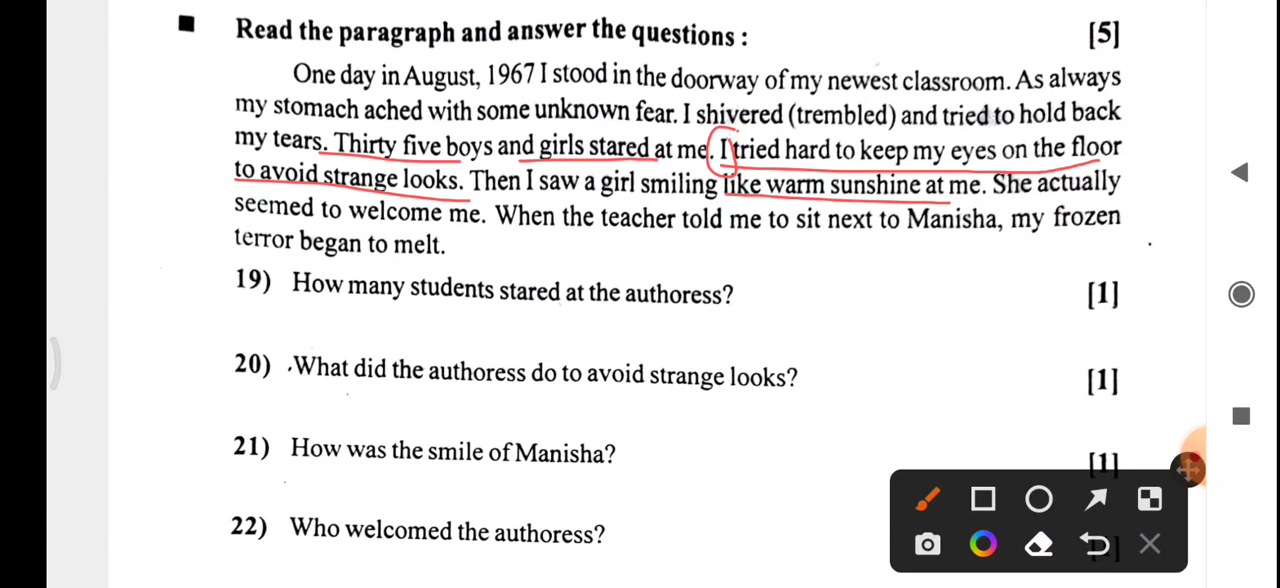 Read the paragraph and answer the questions : [5]
One day in August, 1967 I stood in the doorway of my newest classroom. As always
my stomach ached with some unknown fear. I shivered (trembled) and tried to hold back
my tears. Thirty five boys and girls stared at me. I tried hard to keep my eyes on the floor
to avoid strange looks. Then I saw a girl smiling like warm sunshine at me. She actually
seemed to welcome me. When the teacher told me to sit next to Manisha, my frozen
terror began to melt.
19) How many students stared at the authoress? [1]
20) .What did the authoress do to avoid strange looks? [1]
21) How was the smile of Manisha? [1]
22) Who welcomed the authoress?